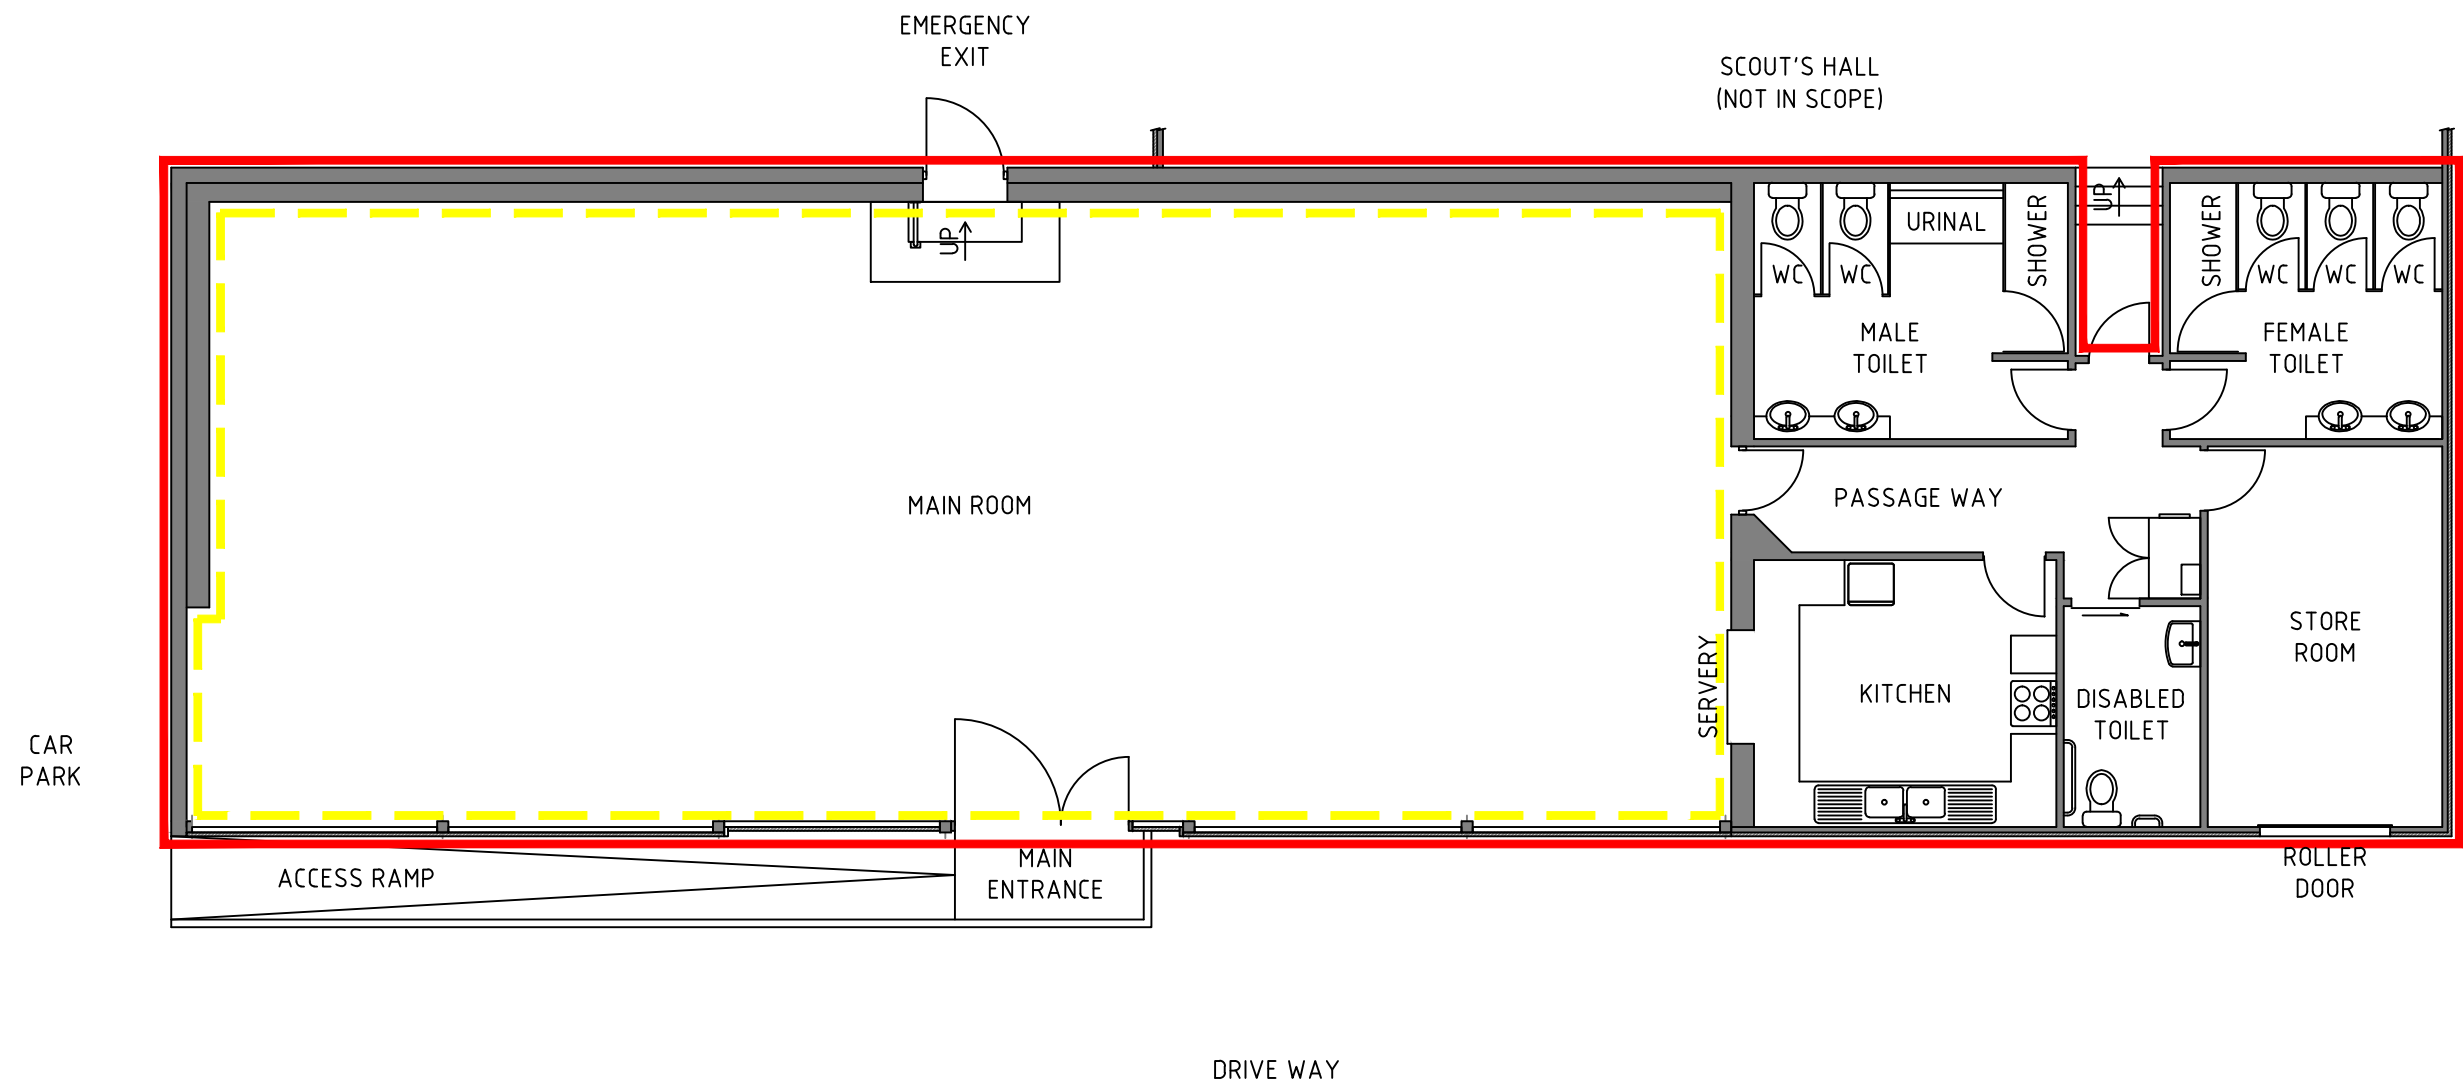 EMERGENCY
EXIT
SCOUT'S HALL
(NOT IN SCOPE)
UP
UP
URINAL
SHOWER
SHOWER
WC
WC
WC
WC
WC
MALE
TOILET
FEMALE
TOILET
MAIN ROOM
PASSAGE WAY
STORE
ROOM
SERVERY
KITCHEN
DISABLED
TOILET
CAR
PARK
ACCESS RAMP
MAIN
ENTRANCE
ROLLER
DOOR
DRIVE WAY